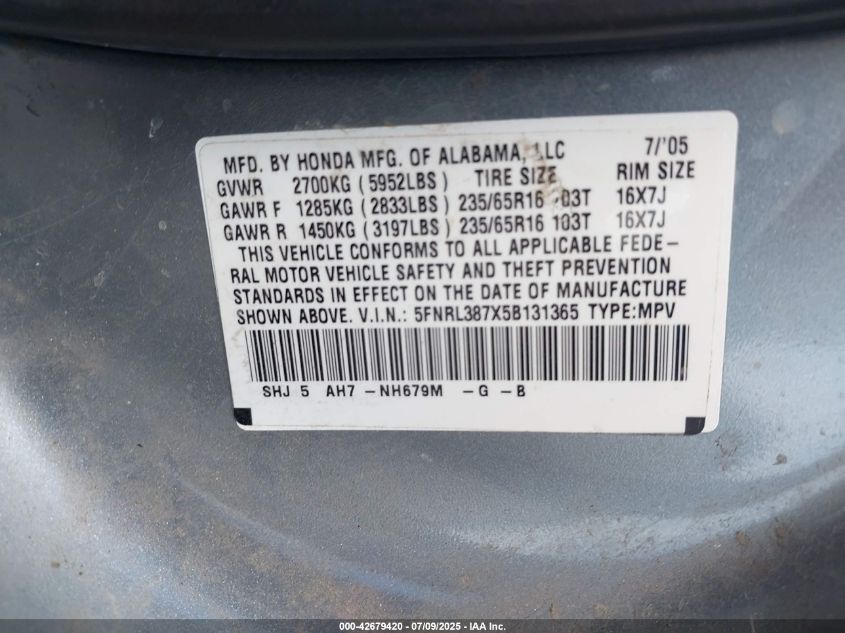 MFD. BY HONDA MFG. OF ALABAMA, LLC 7/'05
GVWR 2700KG (5952LBS) TIRE SIZE RIM SIZE
GAWR F 1285KG (2833LBS) 235/65R16 103T 16X7J
GAWR R 1450KG (3197LBS) 235/65R16 103T 16X7J
THIS VEHICLE CONFORMS TO ALL APPLICABLE FEDE-
RAL MOTOR VEHICLE SAFETY AND THEFT PREVENTION
STANDARDS IN EFFECT ON THE DATE OF MANUFACTURE
SHOWN ABOVE. V.I.N.: 5FNRL387X5B131365 TYPE:MPV
SHJ 5 AH7 -NH679M -G -B
000-42679420 - 07/09/2025 - IAA Inc.